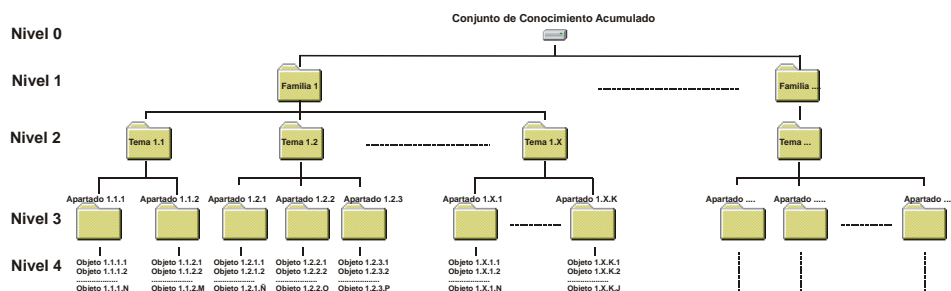 Conjunto de Conocimiento Acumulado
Nivel 0
Nivel 1
Familia 1
Familia ....
Nivel 2
Tema 1.1
Tema 1.2
Tema 1.X
Tema ...
Apartado 1.1.1
Apartado 1.1.2
Apartado 1.2.1
Apartado 1.2.2
Apartado 1.2.3
Apartado 1.X.1
Apartado 1.X.K
Apartado ....
Apartado .....
Apartado ...
Nivel 3
Nivel 4
Objeto 1.1.1.1
Objeto 1.1.1.2
..................
Objeto 1.1.1.N
Objeto 1.1.2.1
Objeto 1.1.2.2
..................
Objeto 1.1.2.M
Objeto 1.2.1.1
Objeto 1.2.1.2
..................
Objeto 1.2.1.Ñ
Objeto 1.2.2.1
Objeto 1.2.2.2
..................
Objeto 1.2.2.O
Objeto 1.2.3.1
Objeto 1.2.3.2
..................
Objeto 1.2.3.P
Objeto 1.X.1.1
Objeto 1.X.1.2
..................
Objeto 1.X.1.N
Objeto 1.X.K.1
Objeto 1.X.K.2
..................
Objeto 1.X.K.J